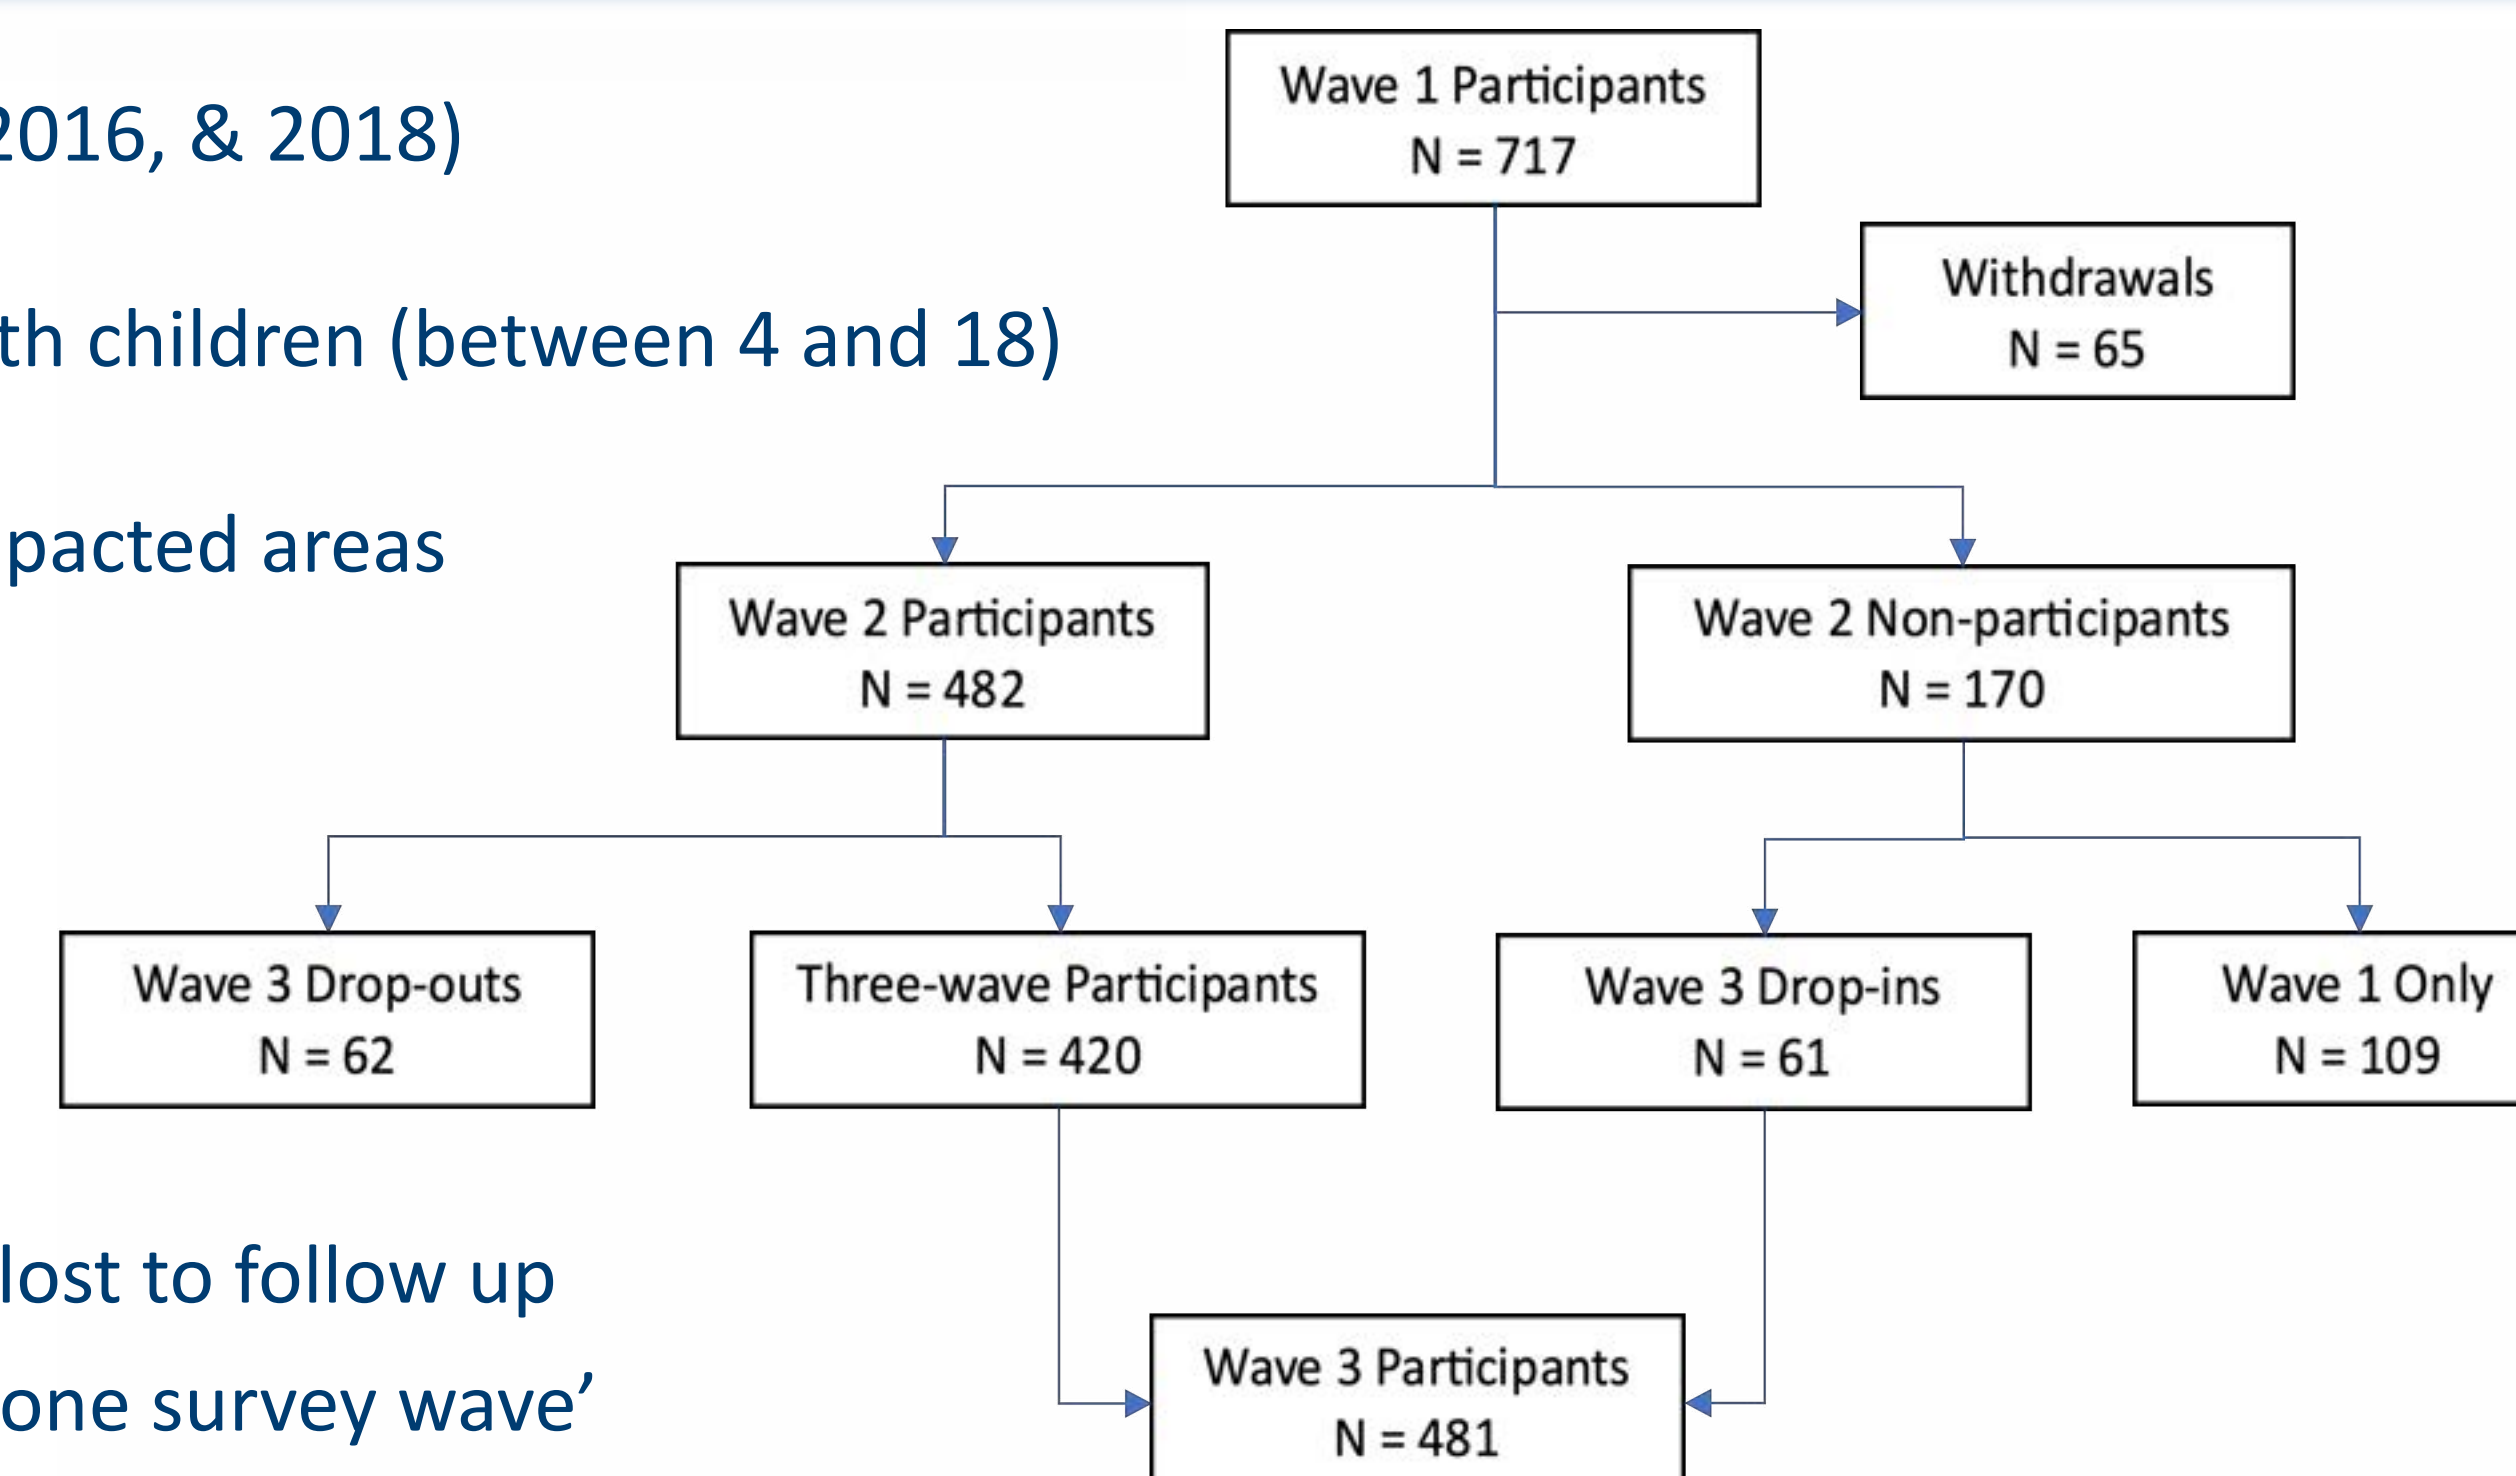 2016, & 2018)
th children (between 4 and 18)
pacted areas
lost to follow up
one survey wave’
Wave 1 Participants
N = 717
Withdrawals
N = 65
Wave 2 Participants
N = 482
Wave 2 Non-participants
N = 170
Wave 3 Drop-outs
N = 62
Three-wave Participants
N = 420
Wave 3 Drop-ins
N = 61
Wave 1 Only
N = 109
Wave 3 Participants
N = 481